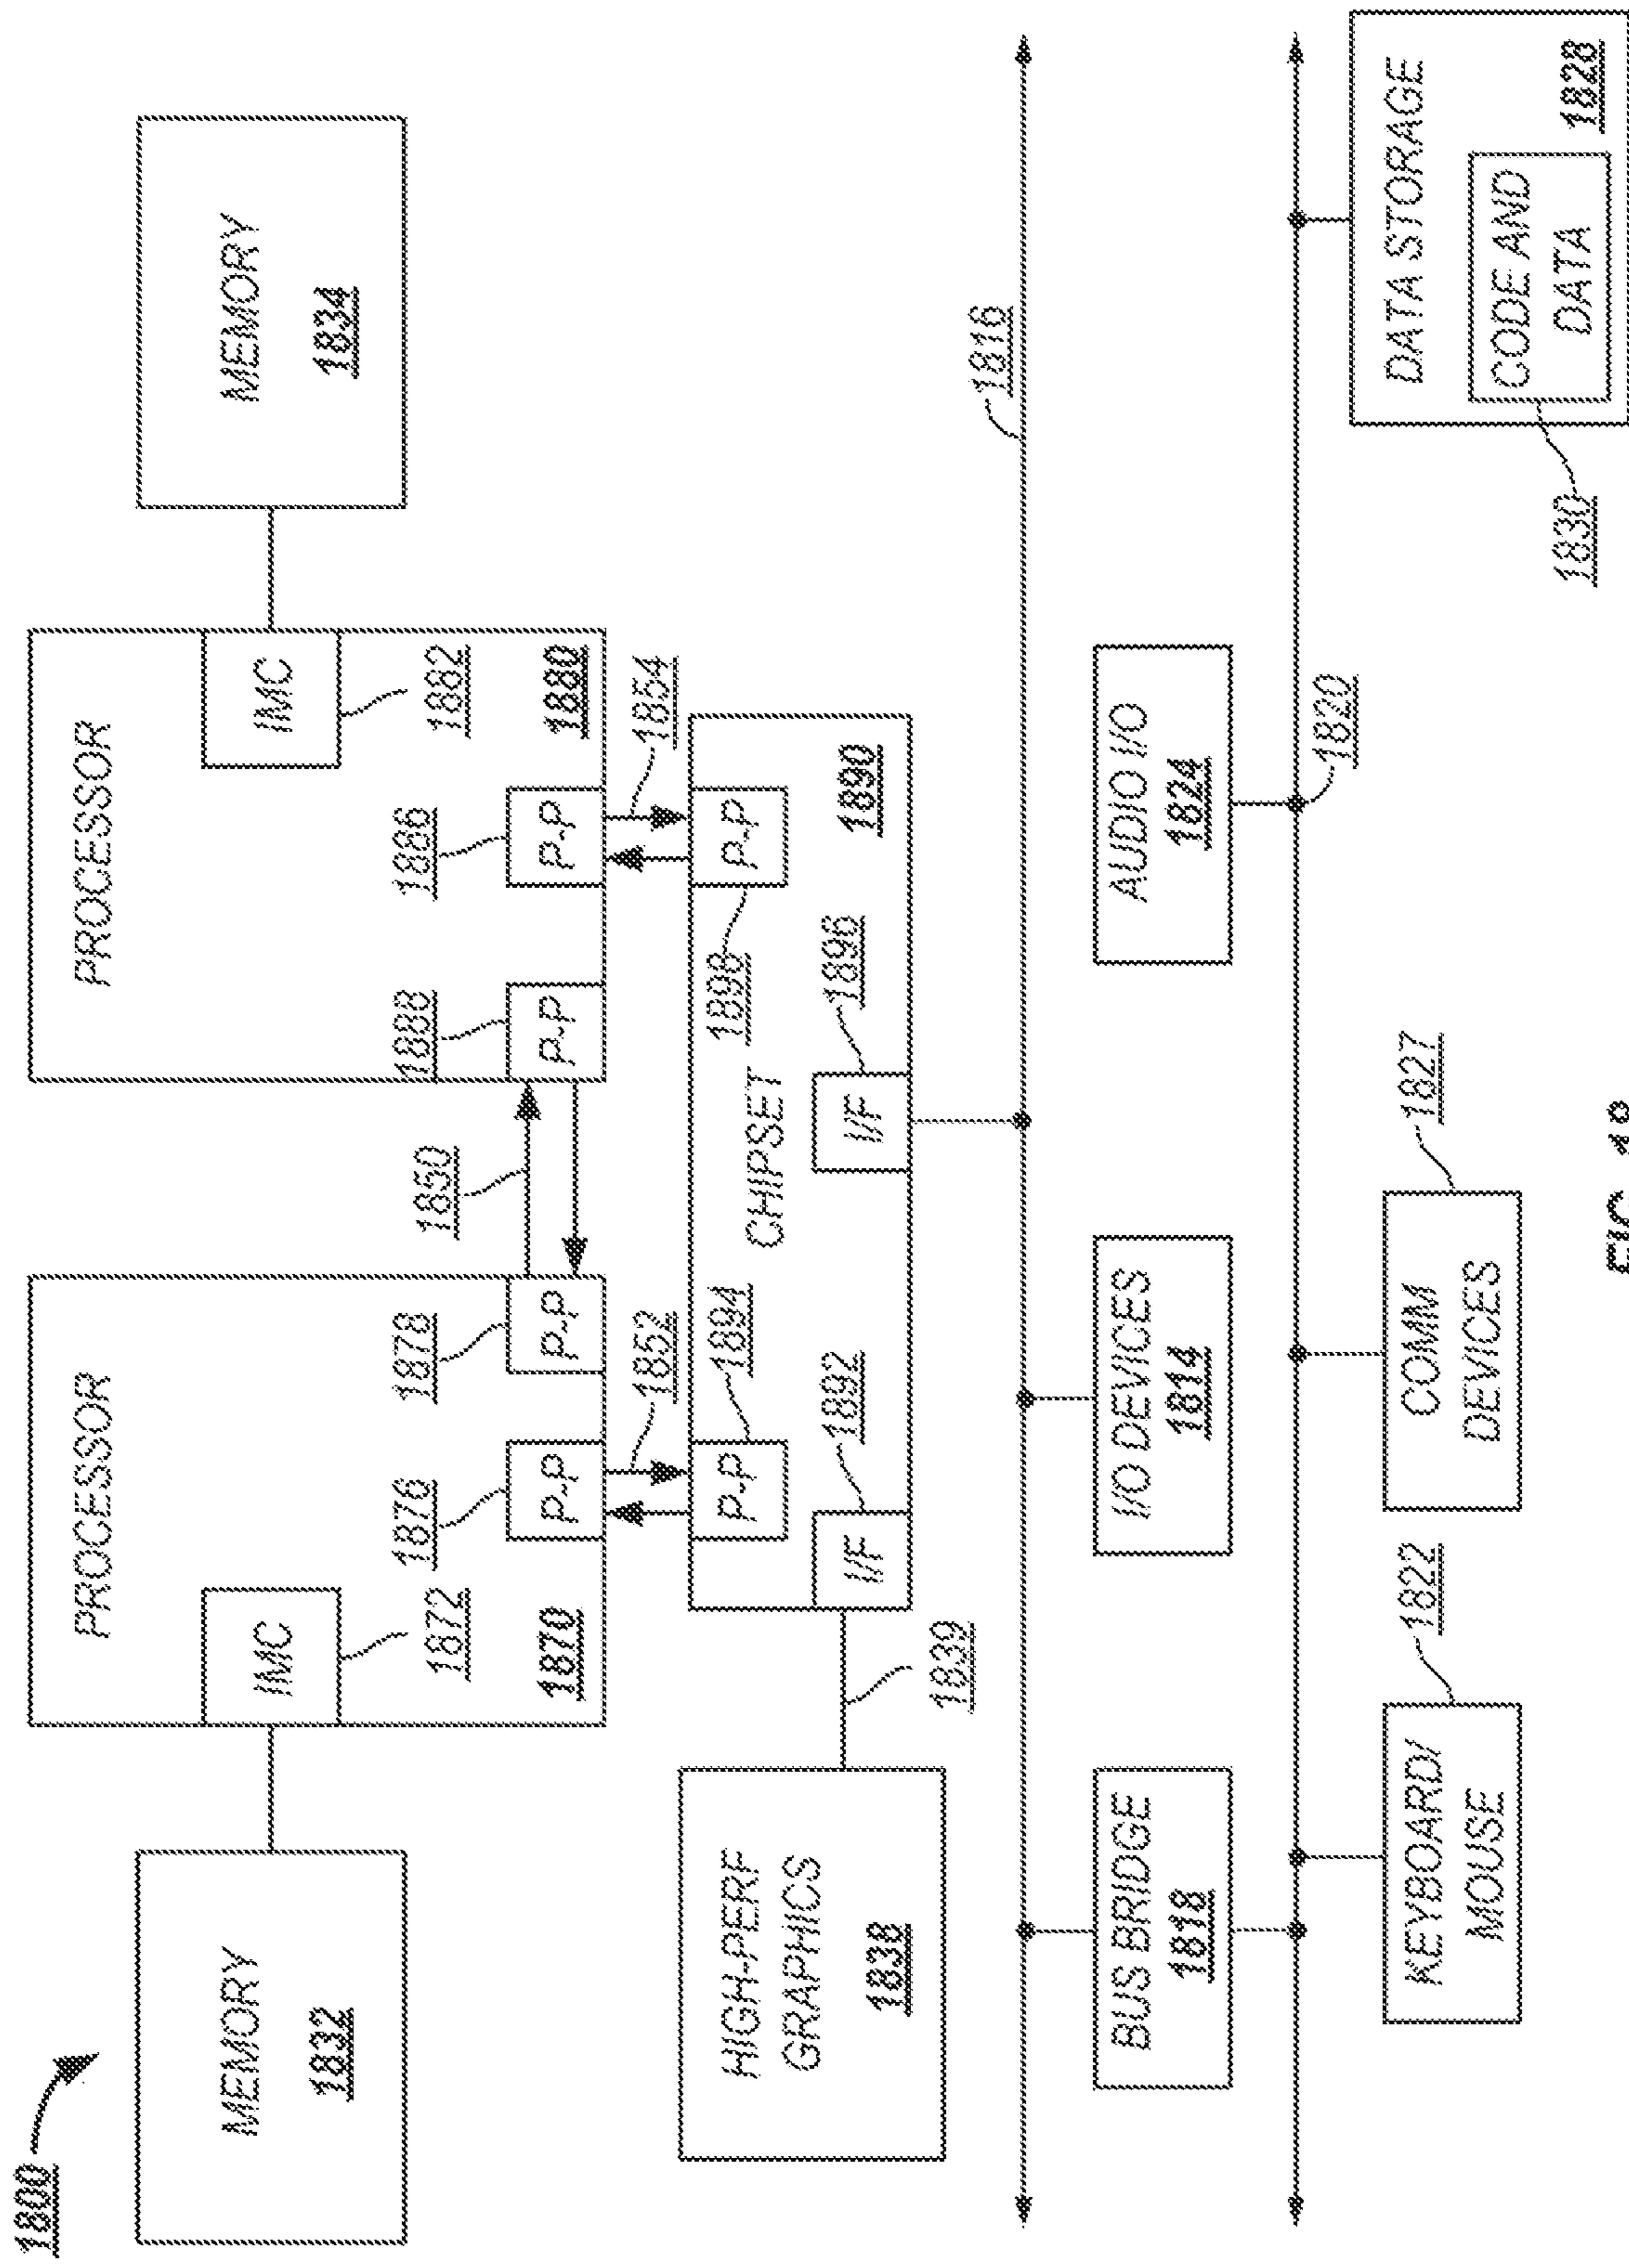 1800
PROCESSOR
PROCESSOR
MEMORY
1832
IMC
1872
1870
1876
P-P
1878
P-P
1850
1888
P-P
1886
P-P
IMC
1882
1880
MEMORY
1834
1852
1854
HIGH-PERF
GRAPHICS
1838
1839
P-P
1894
I/F
1892
CHIPSET
1898
P-P
I/F
1896
1890
1816
BUS BRIDGE
1818
I/O DEVICES
1814
AUDIO I/O
1824
1820
KEYBOARD/
MOUSE
1822
COMM
DEVICES
1827
DATA STORAGE
CODE AND
DATA
1828
1830